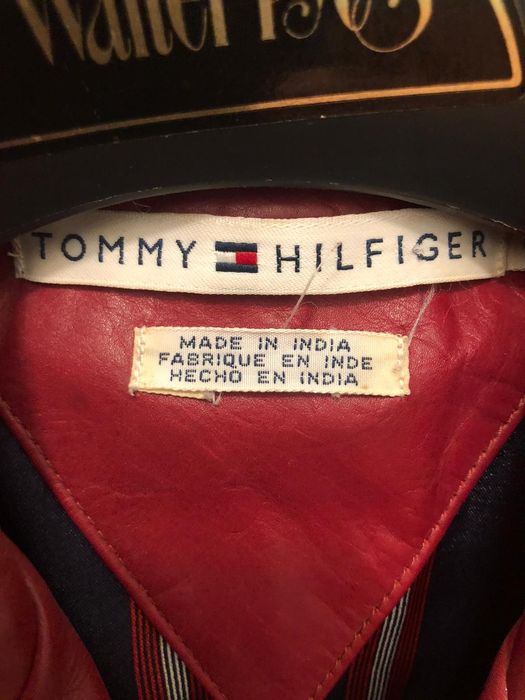 TOMMY HILFIGER
MADE IN INDIA
FABRIQUE EN INDE
HECHO EN INDIA